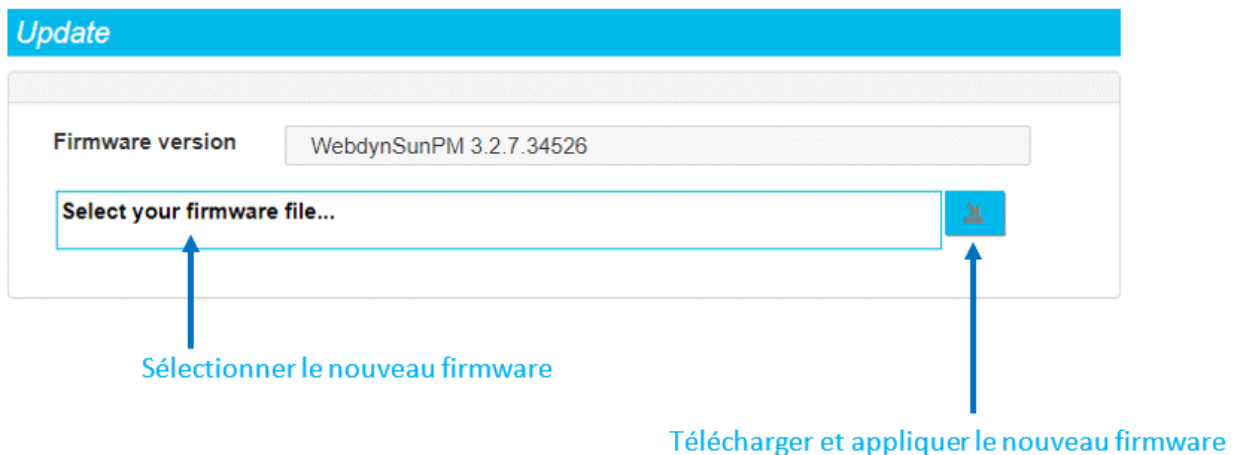 Update
Firmware version
WebdynSunPM 3.2.7.34526
Select your firmware file...
Sélectionner le nouveau firmware
Télécharger et appliquer le nouveau firmware